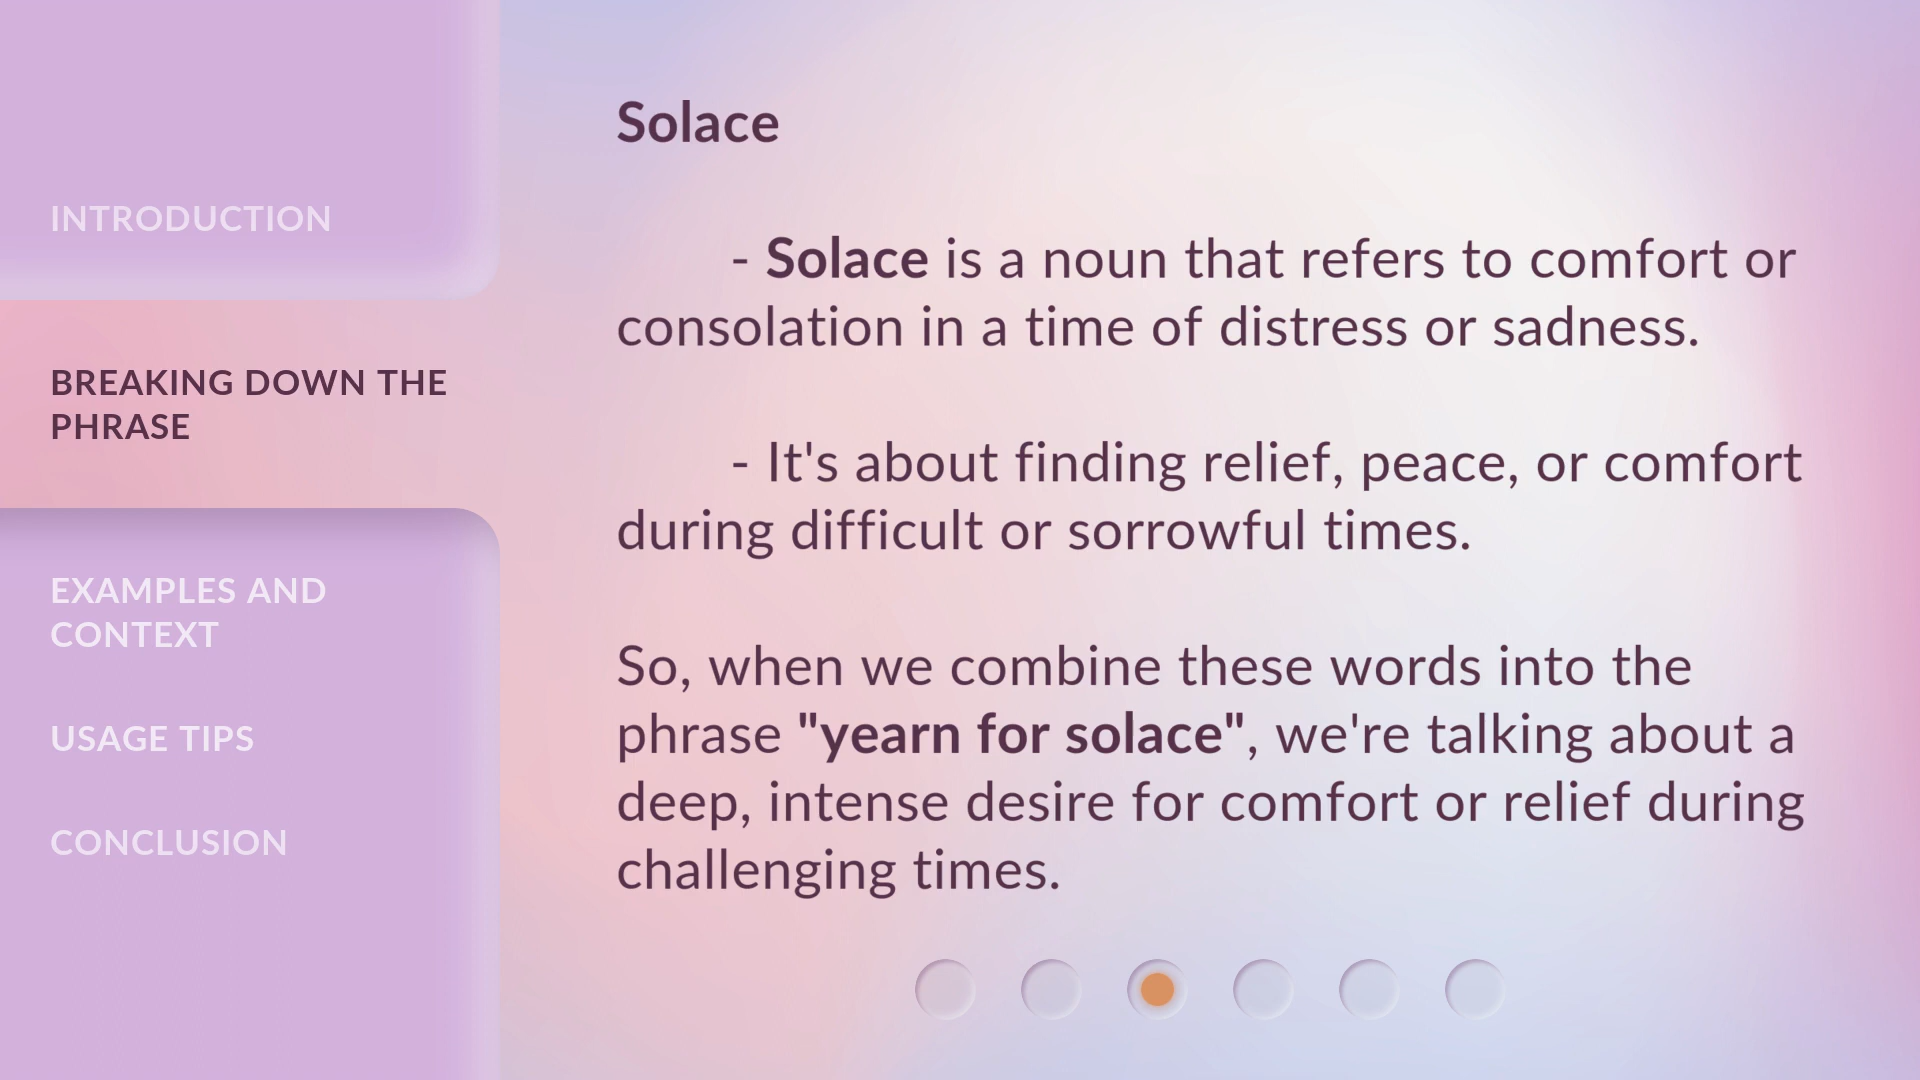 INTRODUCTION
BREAKING DOWN THE
PHRASE
EXAMPLES AND
CONTEXT
USAGE TIPS
CONCLUSION
Solace
- Solace is a noun that refers to comfort or
consolation in a time of distress or sadness.
- It's about finding relief, peace, or comfort
during difficult or sorrowful times.
So, when we combine these words into the
phrase "yearn for solace", we're talking about a
deep, intense desire for comfort or relief during
challenging times.